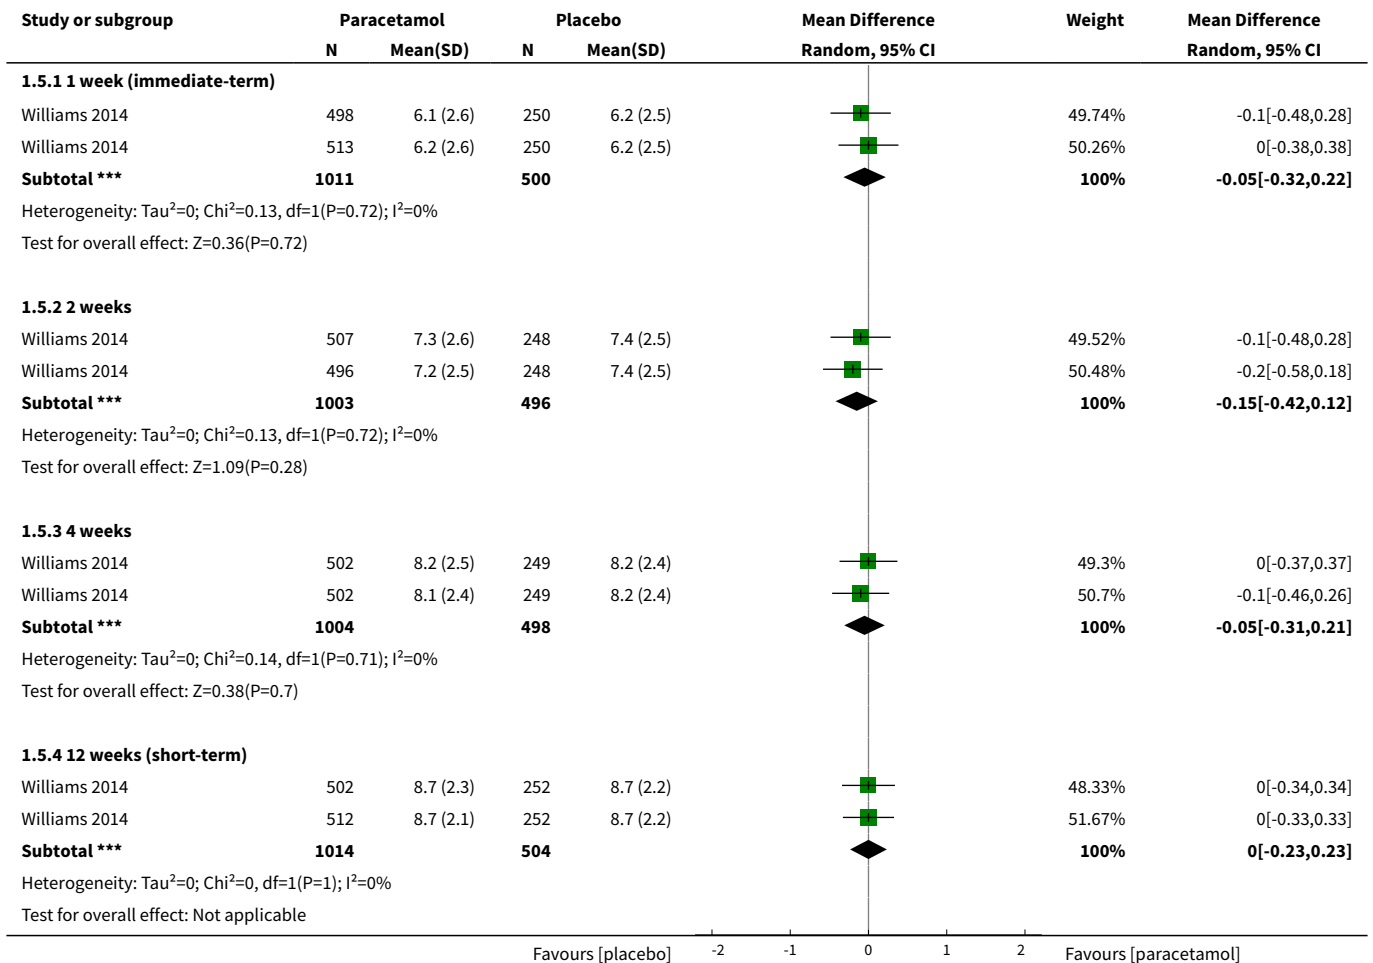 Study or subgroup Paracetamol Placebo Mean Difference Weight Mean Difference
N Mean(SD) N Mean(SD) Random, 95% CI Random, 95% CI
1.5.1 1 week (immediate-term)
Williams 2014 498 6.1 (2.6) 250 6.2 (2.5) 49.74% -0.1[-0.48,0.28]
Williams 2014 513 6.2 (2.6) 250 6.2 (2.5) 50.26% 0[-0.38,0.38]
Subtotal *** 1011 500 100% -0.05[-0.32,0.22]
Heterogeneity: Tau²=0; Chi²=0.13, df=1(P=0.72); I²=0%
Test for overall effect: Z=0.36(P=0.72)
1.5.2 2 weeks
Williams 2014 507 7.3 (2.6) 248 7.4 (2.5) 49.52% -0.1[-0.48,0.28]
Williams 2014 496 7.2 (2.5) 248 7.4 (2.5) 50.48% -0.2[-0.58,0.18]
Subtotal *** 1003 496 100% -0.15[-0.42,0.12]
Heterogeneity: Tau²=0; Chi²=0.13, df=1(P=0.72); I²=0%
Test for overall effect: Z=1.09(P=0.28)
1.5.3 4 weeks
Williams 2014 502 8.2 (2.5) 249 8.2 (2.4) 49.3% 0[-0.37,0.37]
Williams 2014 502 8.1 (2.4) 249 8.2 (2.4) 50.7% -0.1[-0.46,0.26]
Subtotal *** 1004 498 100% -0.05[-0.31,0.21]
Heterogeneity: Tau²=0; Chi²=0.14, df=1(P=0.71); I²=0%
Test for overall effect: Z=0.38(P=0.7)
1.5.4 12 weeks (short-term)
Williams 2014 502 8.7 (2.3) 252 8.7 (2.2) 48.33% 0[-0.34,0.34]
Williams 2014 512 8.7 (2.1) 252 8.7 (2.2) 51.67% 0[-0.33,0.33]
Subtotal *** 1014 504 100% 0[-0.23,0.23]
Heterogeneity: Tau²=0; Chi²=0, df=1(P=1); I²=0%
Test for overall effect: Not applicable
Favours [placebo] -2 -1 0 1 2 Favours [paracetamol]